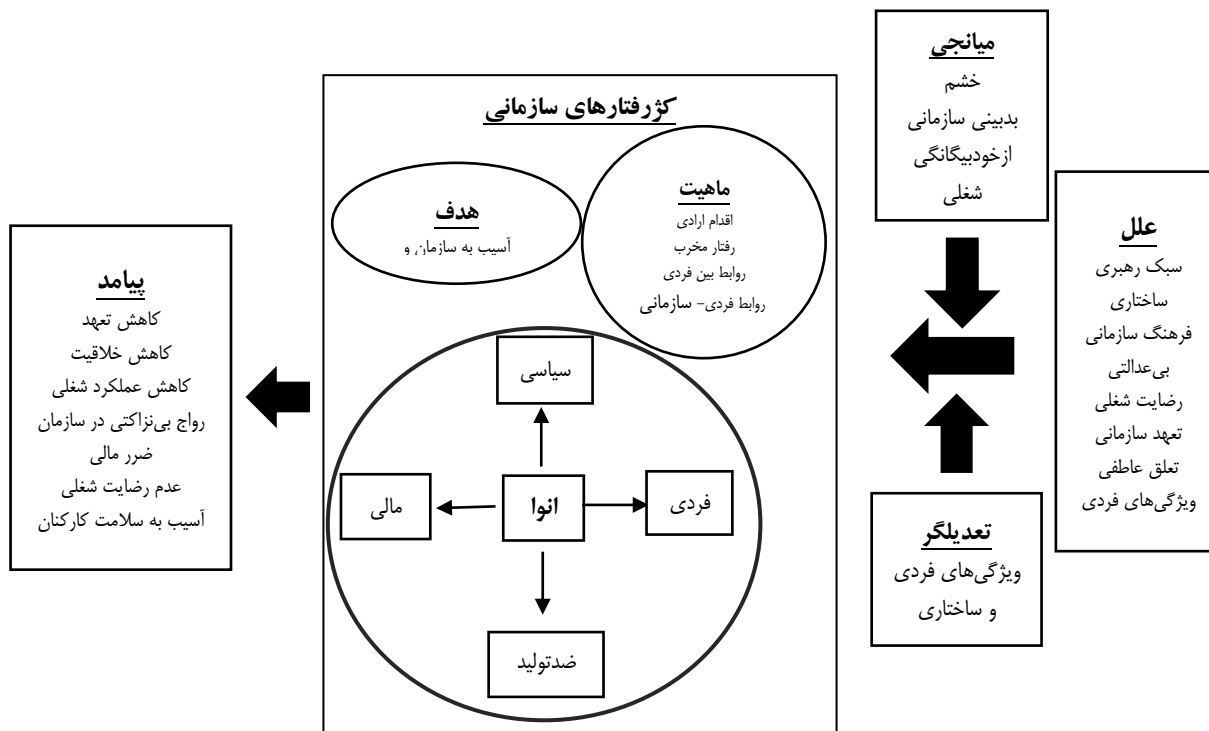 میانجی
خشم
بدبینی سازمانی
ازخودبیگانگی
شغلی
علل
سبک رهبری
ساختاری
فرهنگ سازمانی
بی‌عدالتی
رضایت شغلی
تعهد سازمانی
تعلق عاطفی
ویژگی‌های فردی
تعدیلگر
ویژگی‌های فردی
و ساختاری
کژرفتارهای سازمانی
ماهیت
اقدام ارادی
رفتار مخرب
روابط بین فردی
روابط فردی- سازمانی
هدف
آسیب به سازمان و
سیاسی
فردی
انوا
مالی
ضدتولید
پیامد
کاهش تعهد
کاهش خلاقیت
کاهش عملکرد شغلی
رواج بی‌نزاکتی در سازمان
ضرر مالی
عدم رضایت شغلی
آسیب به سلامت کارکنان